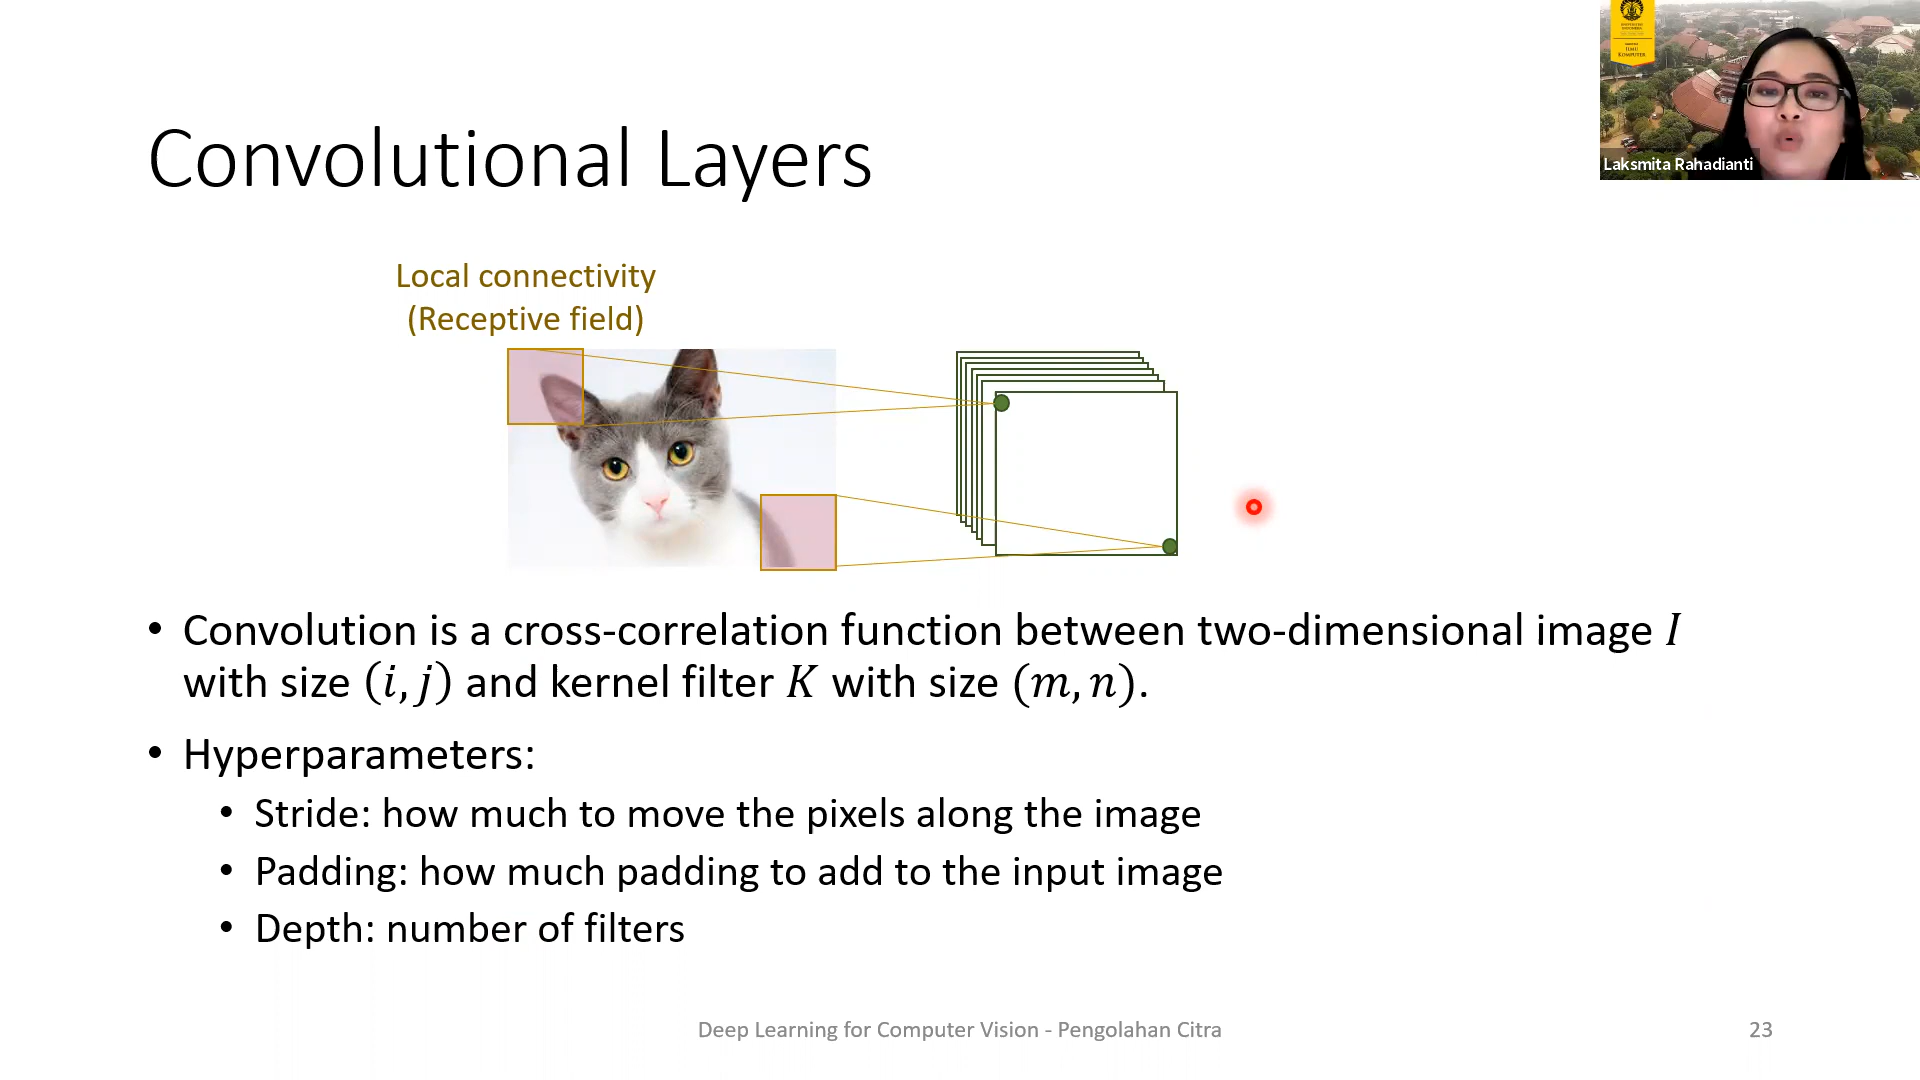 Convolutional Layers
Local connectivity
(Receptive field)
• Convolution is a cross-correlation function between two-dimensional image I
with size (i, j) and kernel filter K with size (m, n).
• Hyperparameters:
• Stride: how much to move the pixels along the image
• Padding: how much padding to add to the input image
• Depth: number of filters
Deep Learning for Computer Vision - Pengolahan Citra
23
ILMU
KOMPUTER
Laksmita Rahadianti